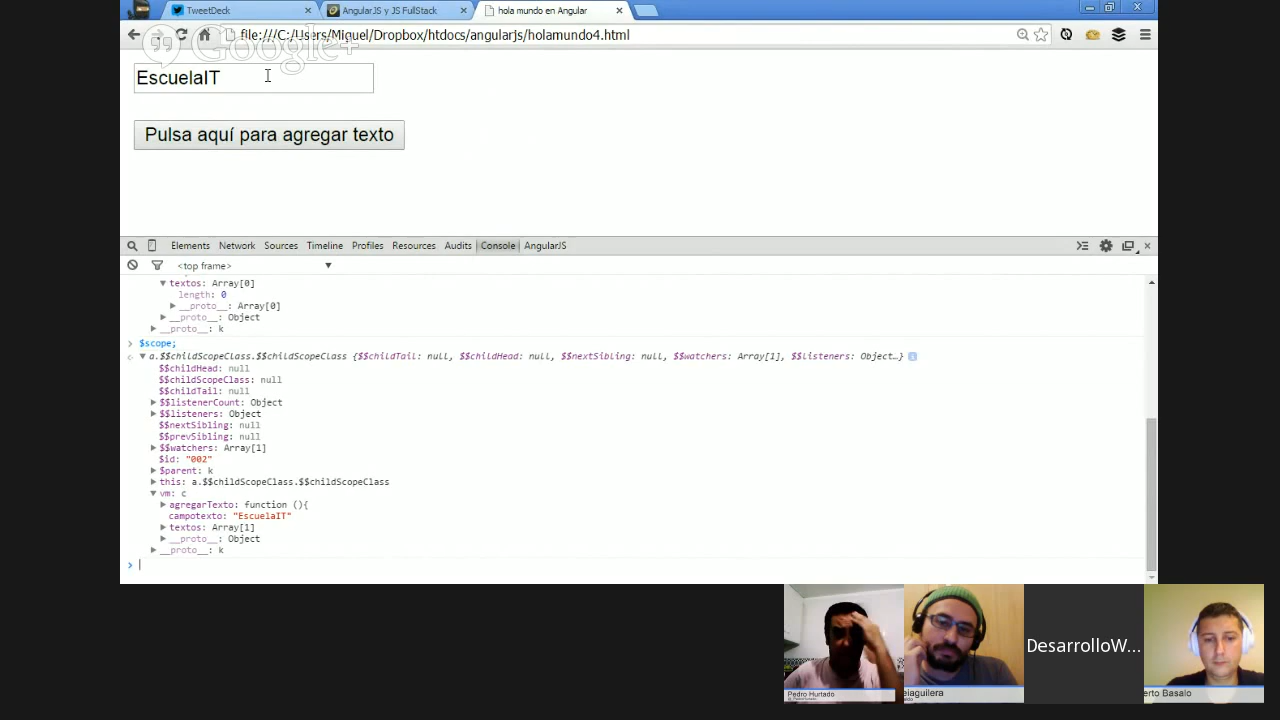 TweetDeck ×
AngularJS y JS FullStack ×
hola mundo en Angular ×
file:///C:/Users/Miguel/Dropbox/htdocs/angularjs/holamundo4.html
Google+
EscuelaIT
Pulsa aquí para agregar texto
Elements Network Sources Timeline Profiles Resources Audits Console AngularJS
<top frame>
textos: Array[0]
length: 0
__proto__: Array[0]
__proto__: Object
__proto__: k
$scope;
a.$$childScopeClass.$$childScopeClass {$$childTail: null, $$childHead: null, $$nextSibling: null, $$watchers: Array[1], $$listeners: Object…}
$$childHead: null
$$childScopeClass: null
$$childTail: null
$$listenerCount: Object
$$listeners: Object
$$nextSibling: null
$$prevSibling: null
$$watchers: Array[1]
$id: "002"
$parent: k
this: a.$$childScopeClass.$$childScopeClass
vm: c
agregarTexto: function (){
campotexto: "EscuelaIT"
textos: Array[1]
__proto__: Object
__proto__: k
DesarrolloW...
Pedro Hurtado
eiaguilera
erto Basalo